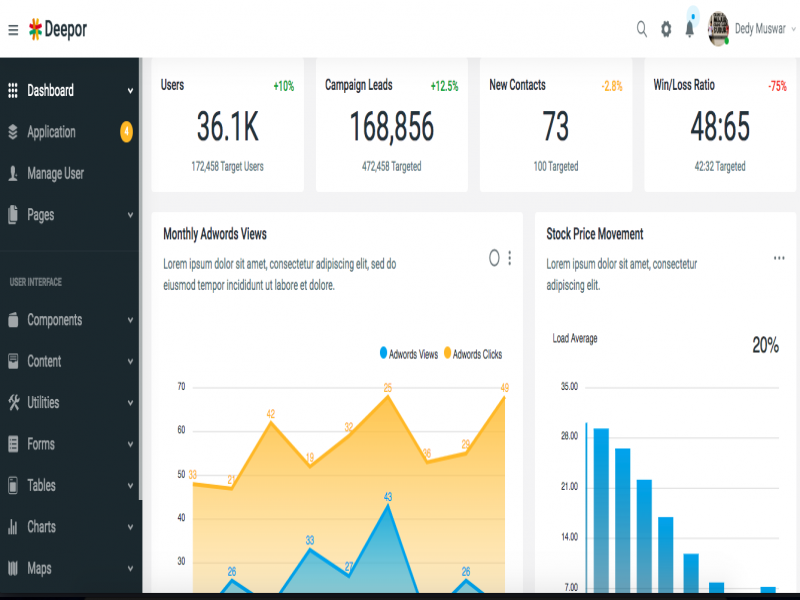 Deepor
Dedy Muswar
Dashboard
Application
4
Manage User
Pages
USER INTERFACE
Components
Content
Utilities
Forms
Tables
Charts
Maps
Users
+10%
36.1K
172,458 Target Users
Campaign Leads
+12.5%
168,856
472,458 Targeted
New Contacts
-2.8%
73
100 Targeted
Win/Loss Ratio
-75%
48:65
42:32 Targeted
Monthly Adwords Views
Lorem ipsum dolor sit amet, consectetur adipiscing elit, sed do
eiusmod tempor incididunt ut labore et dolore.
Adwords Views
Adwords Clicks
70
60
50
40
30
33
21
42
19
32
25
36
29
49
26
33
27
43
26
Stock Price Movement
Lorem ipsum dolor sit amet, consectetur
adipiscing elit.
Load Average
20%
35.00
28.00
21.00
14.00
7.00